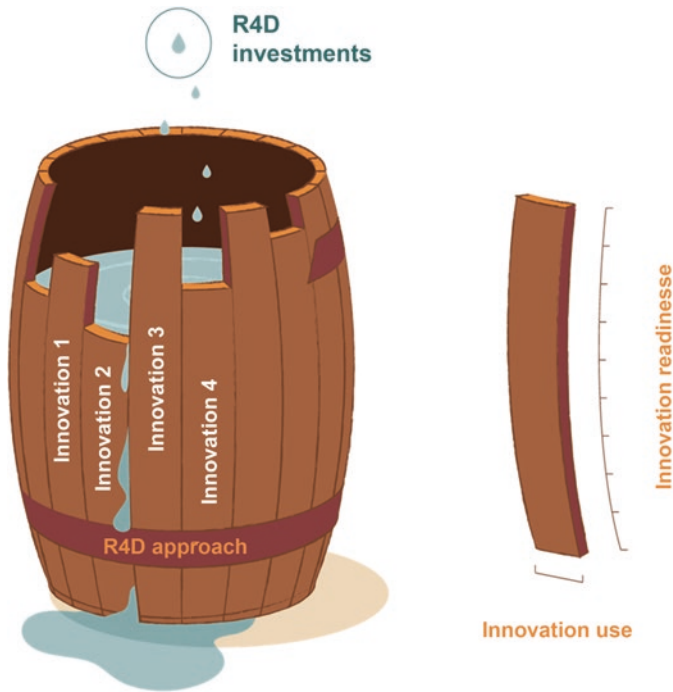 R4D
investments
Innovation 1
Innovation 2
Innovation 3
Innovation 4
R4D approach
Innovation readinesse
Innovation use